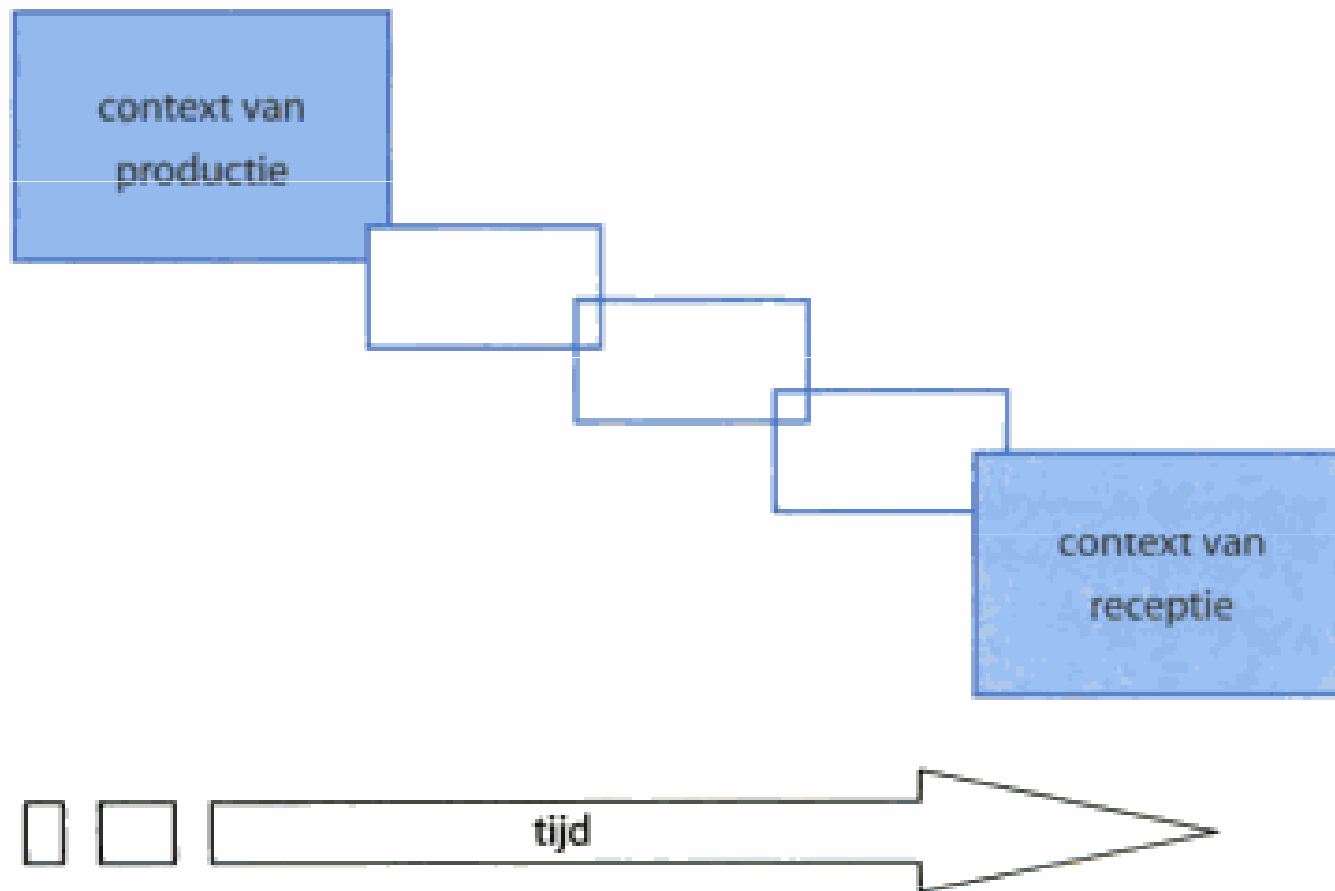 context van
productie
context van
receptie
tijd